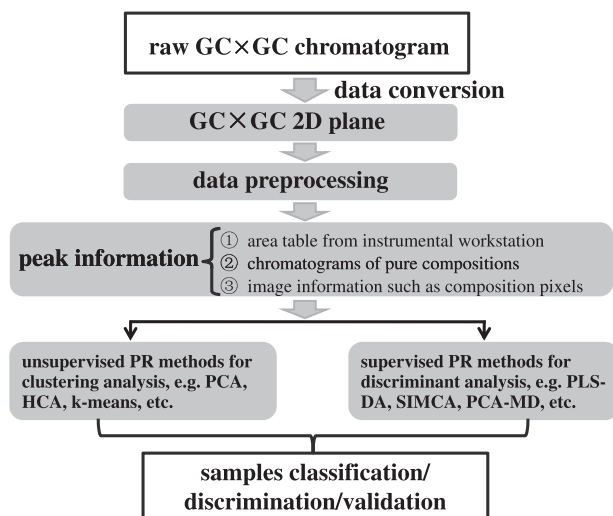 raw GC×GC chromatogram
data conversion
GC×GC 2D plane
data preprocessing
peak information
① area table from instrumental workstation
② chromatograms of pure compositions
③ image information such as composition pixels
unsupervised PR methods for
clustering analysis, e.g. PCA,
HCA, k-means, etc.
supervised PR methods for
discriminant analysis, e.g. PLS-
DA, SIMCA, PCA-MD, etc.
samples classification/
discrimination/validation